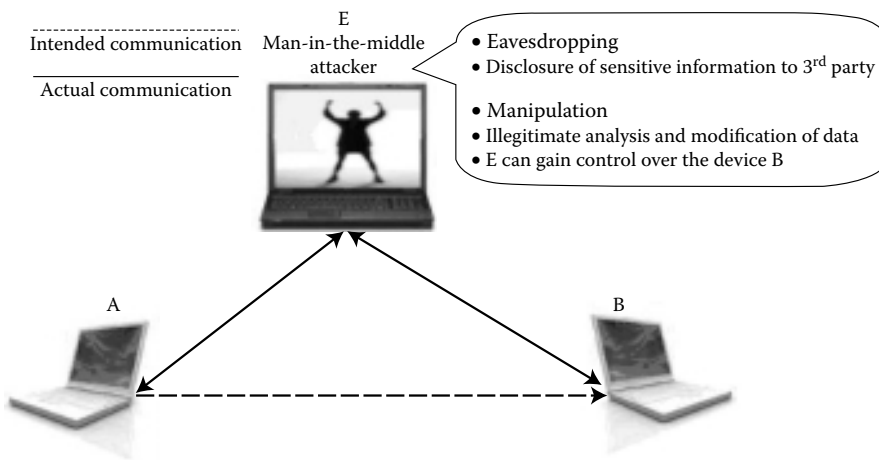 E
Man-in-the-middle
attacker
Intended communication
Actual communication
• Eavesdropping
• Disclosure of sensitive information to 3rd party
• Manipulation
• Illegitimate analysis and modification of data
• E can gain control over the device B
A
B